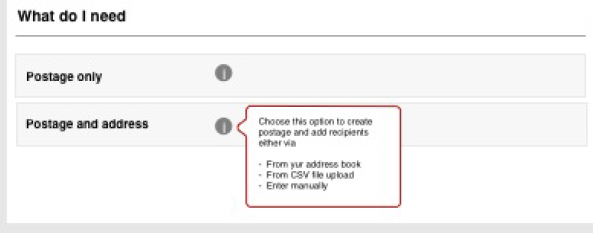 What do I need
Postage only
i
Postage and address
i
Choose this option to create
postage and add recipients
either via
- From yur address book
- From CSV file upload
- Enter manually